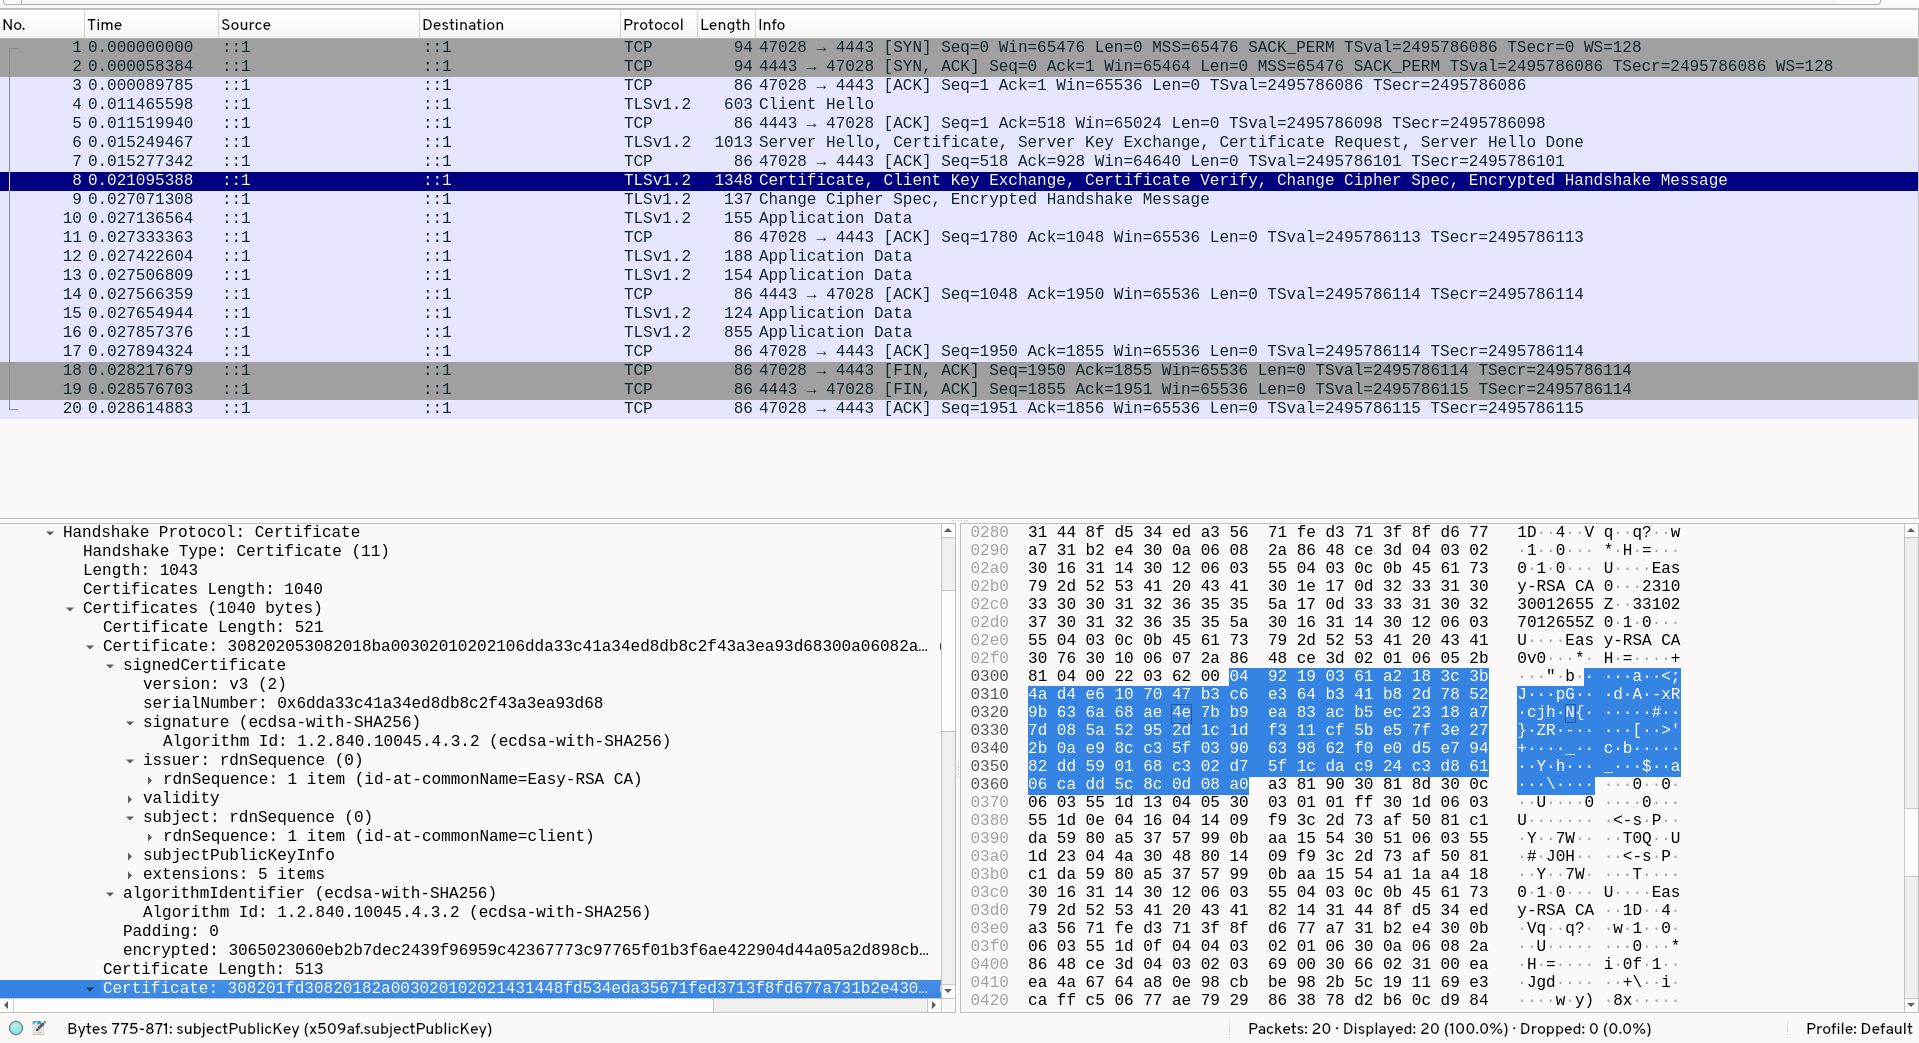 No. Time Source Destination Protocol Length Info
1 0.000000000 ::1 ::1 TCP 94 47028 → 4443 [SYN] Seq=0 Win=65476 Len=0 MSS=65476 SACK_PERM TSval=2495786086 TSecr=0 WS=128
2 0.000058384 ::1 ::1 TCP 94 4443 → 47028 [SYN, ACK] Seq=0 Ack=1 Win=65464 Len=0 MSS=65476 SACK_PERM TSval=2495786086 TSecr=2495786086 WS=128
3 0.000089785 ::1 ::1 TCP 86 47028 → 4443 [ACK] Seq=1 Ack=1 Win=65536 Len=0 TSval=2495786086 TSecr=2495786086
4 0.011465598 ::1 ::1 TLSv1.2 603 Client Hello
5 0.011519940 ::1 ::1 TCP 86 4443 → 47028 [ACK] Seq=1 Ack=518 Win=65024 Len=0 TSval=2495786098 TSecr=2495786098
6 0.015249467 ::1 ::1 TLSv1.2 1013 Server Hello, Certificate, Server Key Exchange, Certificate Request, Server Hello Done
7 0.015277342 ::1 ::1 TCP 86 47028 → 4443 [ACK] Seq=518 Ack=928 Win=64640 Len=0 TSval=2495786101 TSecr=2495786101
8 0.021095388 ::1 ::1 TLSv1.2 1348 Certificate, Client Key Exchange, Certificate Verify, Change Cipher Spec, Encrypted Handshake Message
9 0.027071308 ::1 ::1 TLSv1.2 137 Change Cipher Spec, Encrypted Handshake Message
10 0.027136564 ::1 ::1 TLSv1.2 155 Application Data
11 0.027333363 ::1 ::1 TCP 86 47028 → 4443 [ACK] Seq=1780 Ack=1048 Win=65536 Len=0 TSval=2495786113 TSecr=2495786113
12 0.027422604 ::1 ::1 TLSv1.2 188 Application Data
13 0.027506809 ::1 ::1 TLSv1.2 154 Application Data
14 0.027566359 ::1 ::1 TCP 86 4443 → 47028 [ACK] Seq=1048 Ack=1950 Win=65536 Len=0 TSval=2495786114 TSecr=2495786114
15 0.027654944 ::1 ::1 TLSv1.2 124 Application Data
16 0.027857376 ::1 ::1 TLSv1.2 855 Application Data
17 0.027894324 ::1 ::1 TCP 86 47028 → 4443 [ACK] Seq=1950 Ack=1855 Win=65536 Len=0 TSval=2495786114 TSecr=2495786114
18 0.028217679 ::1 ::1 TCP 86 47028 → 4443 [FIN, ACK] Seq=1950 Ack=1855 Win=65536 Len=0 TSval=2495786114 TSecr=2495786114
19 0.028576703 ::1 ::1 TCP 86 4443 → 47028 [FIN, ACK] Seq=1855 Ack=1951 Win=65536 Len=0 TSval=2495786115 TSecr=2495786114
20 0.028614883 ::1 ::1 TCP 86 47028 → 4443 [ACK] Seq=1951 Ack=1856 Win=65536 Len=0 TSval=2495786115 TSecr=2495786115
Handshake Protocol: Certificate
Handshake Type: Certificate (11)
Length: 1043
Certificates Length: 1040
Certificates (1040 bytes)
Certificate Length: 521
Certificate: 308202053082018ba00302010202106dda33c41a34ed8db8c2f43a3ea93d68300a06082a…
signedCertificate
version: v3 (2)
serialNumber: 0x6dda33c41a34ed8db8c2f43a3ea93d68
signature (ecdsa-with-SHA256)
Algorithm Id: 1.2.840.10045.4.3.2 (ecdsa-with-SHA256)
issuer: rdnSequence (0)
rdnSequence: 1 item (id-at-commonName=Easy-RSA CA)
validity
subject: rdnSequence (0)
rdnSequence: 1 item (id-at-commonName=client)
subjectPublicKeyInfo
extensions: 5 items
algorithmIdentifier (ecdsa-with-SHA256)
Algorithm Id: 1.2.840.10045.4.3.2 (ecdsa-with-SHA256)
Padding: 0
encrypted: 3065023060eb2b7dec2439f96959c42367773c97765f01b3f6ae422904d44a05a2d898cb…
Certificate Length: 513
Certificate: 308201fd30820182a003020102021431448fd534eda35671fed3713f8fd677a731b2e430…
0280 31 44 8f d5 34 ed a3 56 71 fe d3 71 3f 8f d6 77 1D··4··V q··q?··w
0290 a7 31 b2 e4 30 0a 06 08 2a 86 48 ce 3d 04 03 02 ·1··0··· *·H·=···
02a0 30 16 31 14 30 12 06 03 55 04 03 0c 0b 45 61 73 0·1·0··· U····Eas
02b0 79 2d 52 53 41 20 43 41 30 1e 17 0d 32 33 31 30 y-RSA CA 0···2310
02c0 33 30 30 31 32 36 35 35 5a 17 0d 33 33 31 30 32 30012655 Z··33102
02d0 37 30 31 32 36 35 35 5a 30 16 31 14 30 12 06 03 7012655Z 0·1·0···
02e0 55 04 03 0c 0b 45 61 73 79 2d 52 53 41 20 43 41 U····Eas y-RSA CA
02f0 30 76 30 10 06 07 2a 86 48 ce 3d 02 01 06 05 2b 0v0···*· H·=····+
0300 81 04 00 22 03 62 00 04 92 19 03 61 a2 18 3c 3b ···"·b·· ···a··<;
0310 4a d4 e6 10 70 47 b3 c6 e3 64 b3 41 b8 2d 78 52 J···pG·· ·d·A·-xR
0320 9b 63 6a 68 ae 4e 7b b9 ea 83 ac b5 ec 23 18 a7 ·cjh·N{· ·····#··
0330 7d 08 5a 52 95 2d 1c 1d f3 11 cf 5b e5 7f 3e 27 }·ZR·-·· ···[··>'
0340 2b 0a e9 8c c3 5f 03 90 63 98 62 f0 e0 d5 e7 94 +····_·· c·b·····
0350 82 dd 59 01 68 c3 02 d7 5f 1c da c9 24 c3 d8 61 ··Y·h··· _···$··a
0360 06 ca dd 5c 8c 0d 08 a0 a3 81 90 30 81 8d 30 0c ···\···· ···0··0·
0370 06 03 55 1d 13 04 05 30 03 01 01 ff 30 1d 06 03 ··U····0 ····0···
0380 55 1d 0e 04 16 04 14 09 f9 3c 2d 73 af 50 81 c1 U······· ·<-s·P··
0390 da 59 80 a5 37 57 99 0b aa 15 54 30 51 06 03 55 ·Y··7W·· ··T0Q··U
03a0 1d 23 04 4a 30 48 80 14 09 f9 3c 2d 73 af 50 81 ·#·J0H·· ··<-s·P·
03b0 c1 da 59 80 a5 37 57 99 0b aa 15 54 a1 1a a4 18 ··Y··7W· ···T····
03c0 30 16 31 14 30 12 06 03 55 04 03 0c 0b 45 61 73 0·1·0··· U····Eas
03d0 79 2d 52 53 41 20 43 41 82 14 31 44 8f d5 34 ed y-RSA CA ··1D··4·
03e0 a3 56 71 fe d3 71 3f 8f d6 77 a7 31 b2 e4 30 0b ·Vq··q?· ·w·1··0·
03f0 06 03 55 1d 0f 04 04 03 02 01 06 30 0a 06 08 2a ··U····· ···0···*
0400 86 48 ce 3d 04 03 02 03 69 00 30 66 02 31 00 ea ·H·=···· i·0f·1··
0410 ea 4a 67 64 a8 0e 98 cb be 98 2b 5c 19 11 69 e3 ·Jgd···· ··+\··i·
0420 ca ff c5 06 77 ae 79 29 86 38 78 d2 b6 0c d9 84 ····w·y) ·8x·····
Bytes 775-871: subjectPublicKey (x509af.subjectPublicKey) Packets: 20 · Displayed: 20 (100.0%) · Dropped: 0 (0.0%) Profile: Default